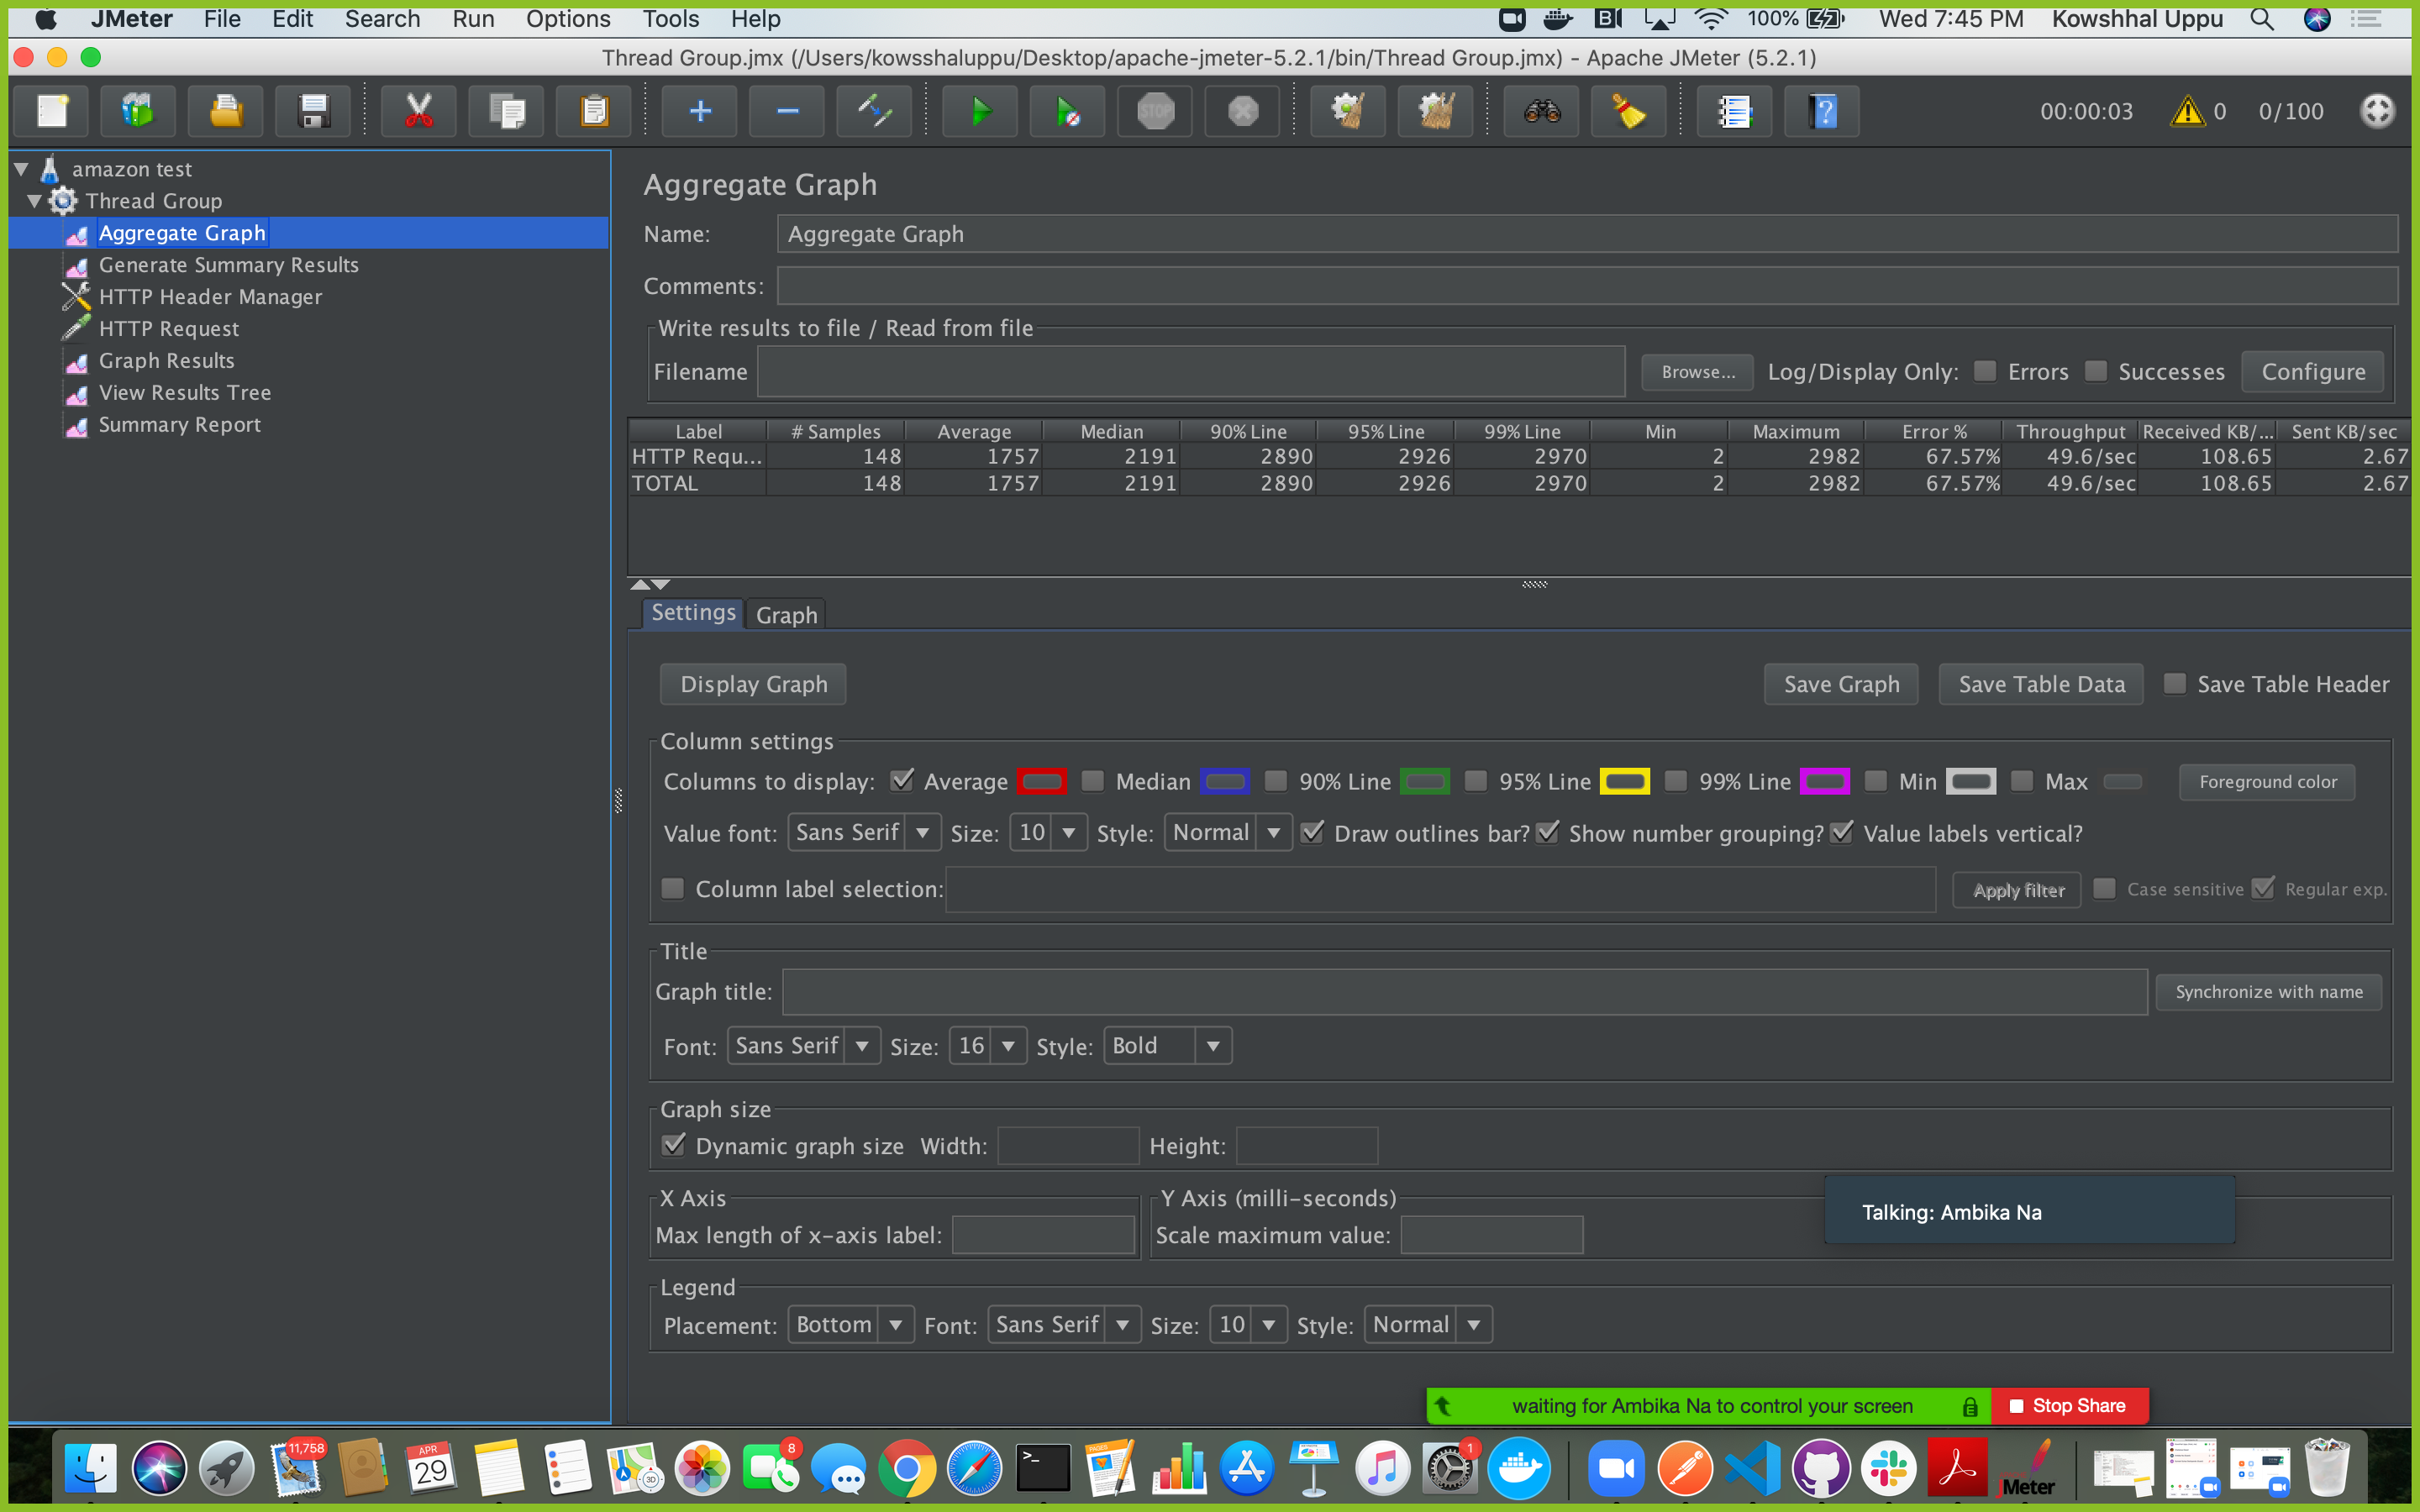 JMeter File Edit Search Run Options Tools Help 100% Wed 7:45 PM Kowshhal Uppu
Thread Group.jmx (/Users/kowsshaluppu/Desktop/apache-jmeter-5.2.1/bin/Thread Group.jmx) - Apache JMeter (5.2.1)
STOP 00:00:03 0 0/100
amazon test
Thread Group
Aggregate Graph
Generate Summary Results
HTTP Header Manager
HTTP Request
Graph Results
View Results Tree
Summary Report
Aggregate Graph
Name: Aggregate Graph
Comments:
Write results to file / Read from file
Filename Browse... Log/Display Only: Errors Successes Configure
Label # Samples Average Median 90% Line 95% Line 99% Line Min Maximum Error % Throughput Received KB/... Sent KB/sec
HTTP Requ... 148 1757 2191 2890 2926 2970 2 2982 67.57% 49.6/sec 108.65 2.67
TOTAL 148 1757 2191 2890 2926 2970 2 2982 67.57% 49.6/sec 108.65 2.67
Settings Graph
Display Graph Save Graph Save Table Data Save Table Header
Column settings
Columns to display: Average Median 90% Line 95% Line 99% Line Min Max Foreground color
Value font: Sans Serif Size: 10 Style: Normal Draw outlines bar? Show number grouping? Value labels vertical?
Column label selection: Apply filter Case sensitive Regular exp.
Title
Graph title: Synchronize with name
Font: Sans Serif Size: 16 Style: Bold
Graph size
Dynamic graph size Width: Height:
X Axis Y Axis (milli-seconds)
Max length of x-axis label: Scale maximum value:
Talking: Ambika Na
Legend
Placement: Bottom Font: Sans Serif Size: 10 Style: Normal
waiting for Ambika Na to control your screen Stop Share
11,758 APR 29 3D 8 PAGES 1 Meter